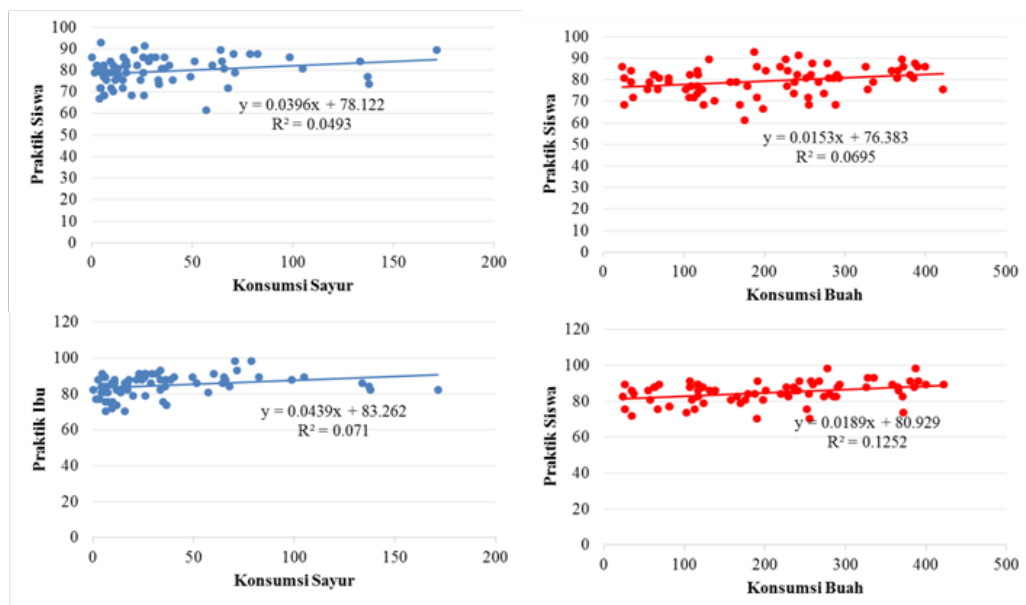 100
90
80
70
60
50
40
30
20
10
0
Praktik Siswa
y = 0.0396x + 78.122
R² = 0.0493
0 50 100 150 200
Konsumsi Sayur
100
90
80
70
60
50
40
30
20
10
0
Praktik Siswa
y = 0.0153x + 76.383
R² = 0.0695
0 100 200 300 400 500
Konsumsi Buah
120
100
80
60
40
20
0
Praktik Ibu
y = 0.0439x + 83.262
R² = 0.071
0 50 100 150 200
Konsumsi Sayur
120
100
80
60
40
20
0
Praktik Siswa
y = 0.0189x + 80.929
R² = 0.1252
0 100 200 300 400 500
Konsumsi Buah